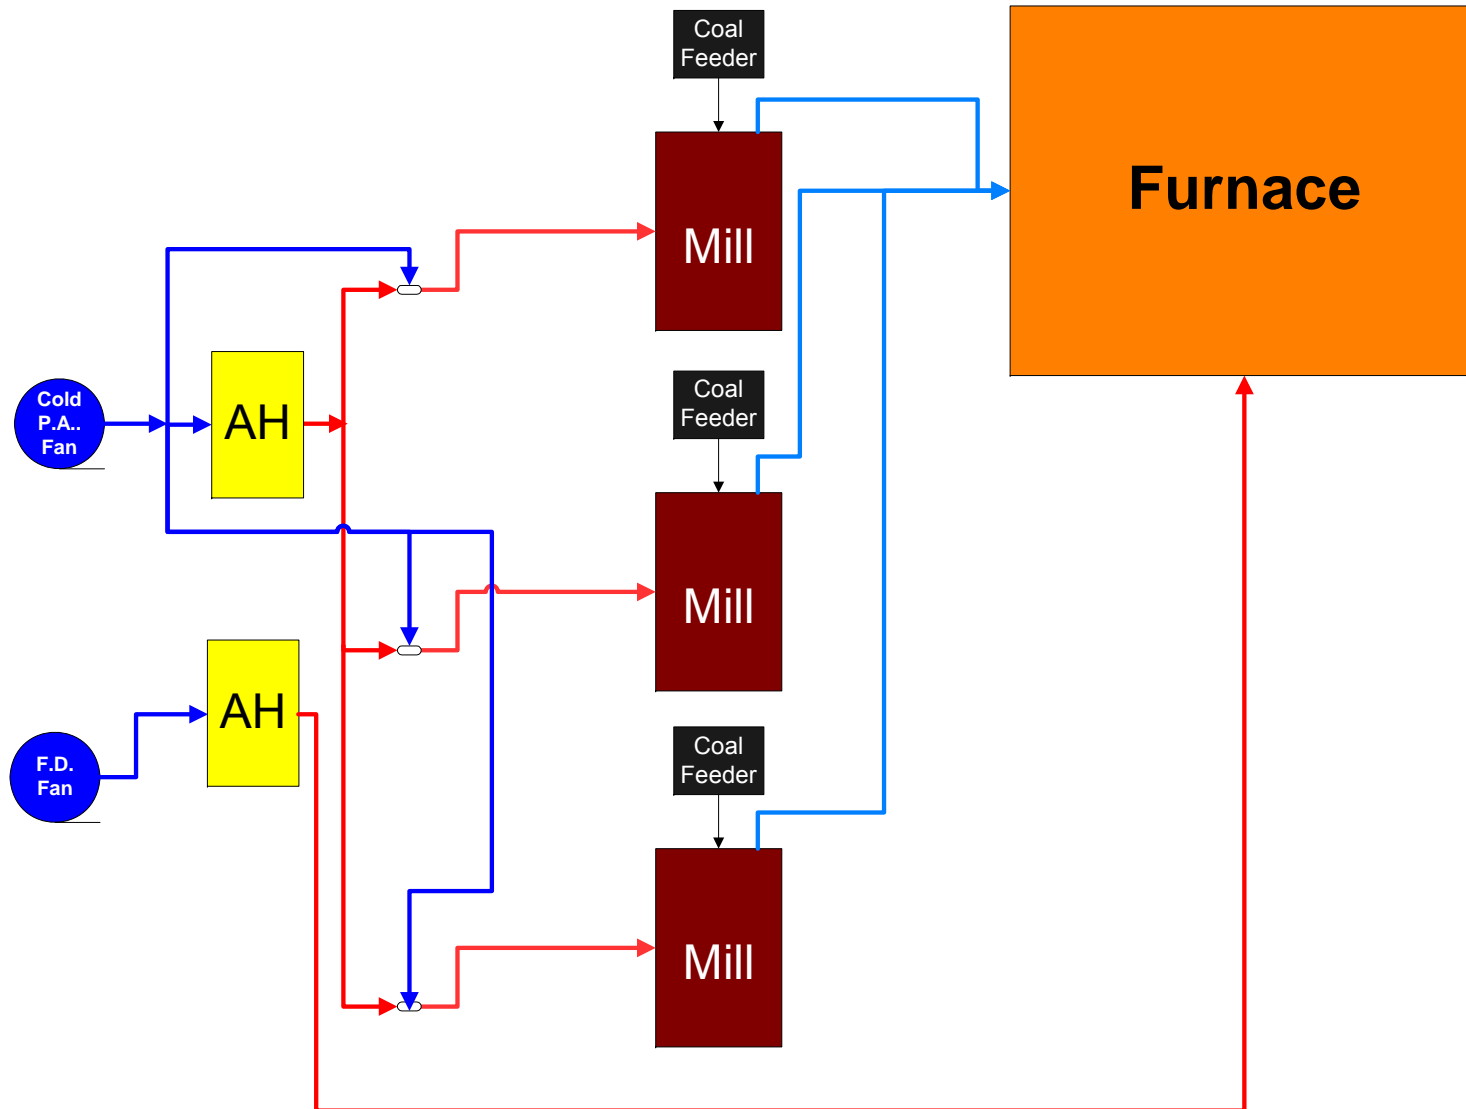 Coal
Feeder
Furnace
Mill
Cold
P.A..
Fan
AH
Coal
Feeder
Mill
AH
F.D.
Fan
Coal
Feeder
Mill